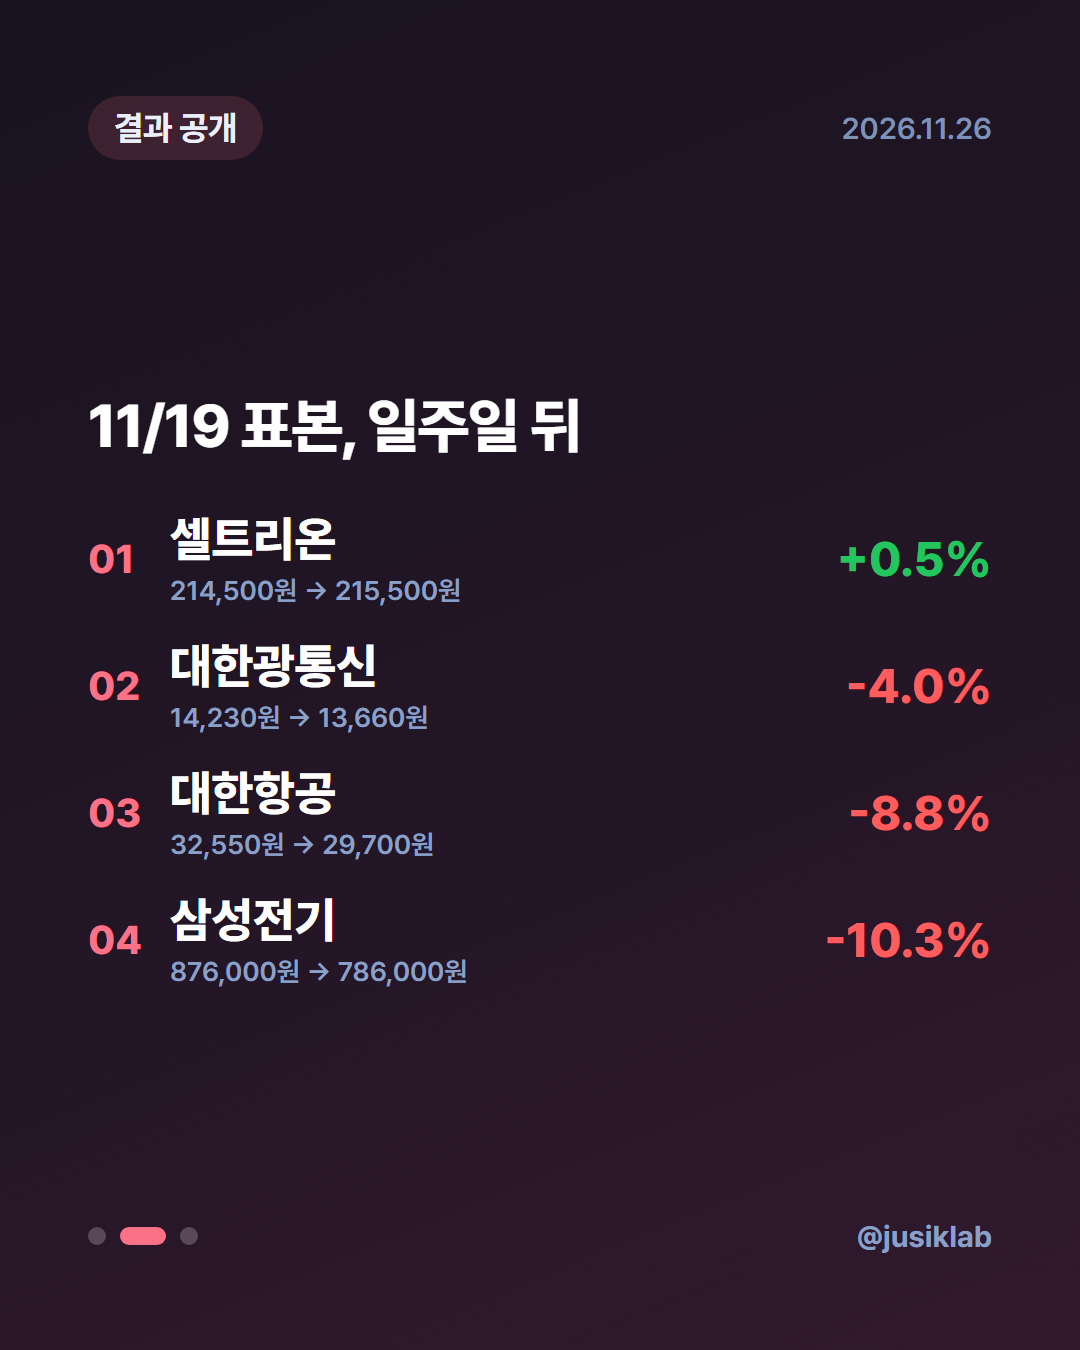 결과 공개
2026.11.26
11/19 표본, 일주일 뒤
01
셀트리온
214,500원 → 215,500원
+0.5%
02
대한광통신
14,230원 → 13,660원
-4.0%
03
대한항공
32,550원 → 29,700원
-8.8%
04
삼성전기
876,000원 → 786,000원
-10.3%
@jusiklab